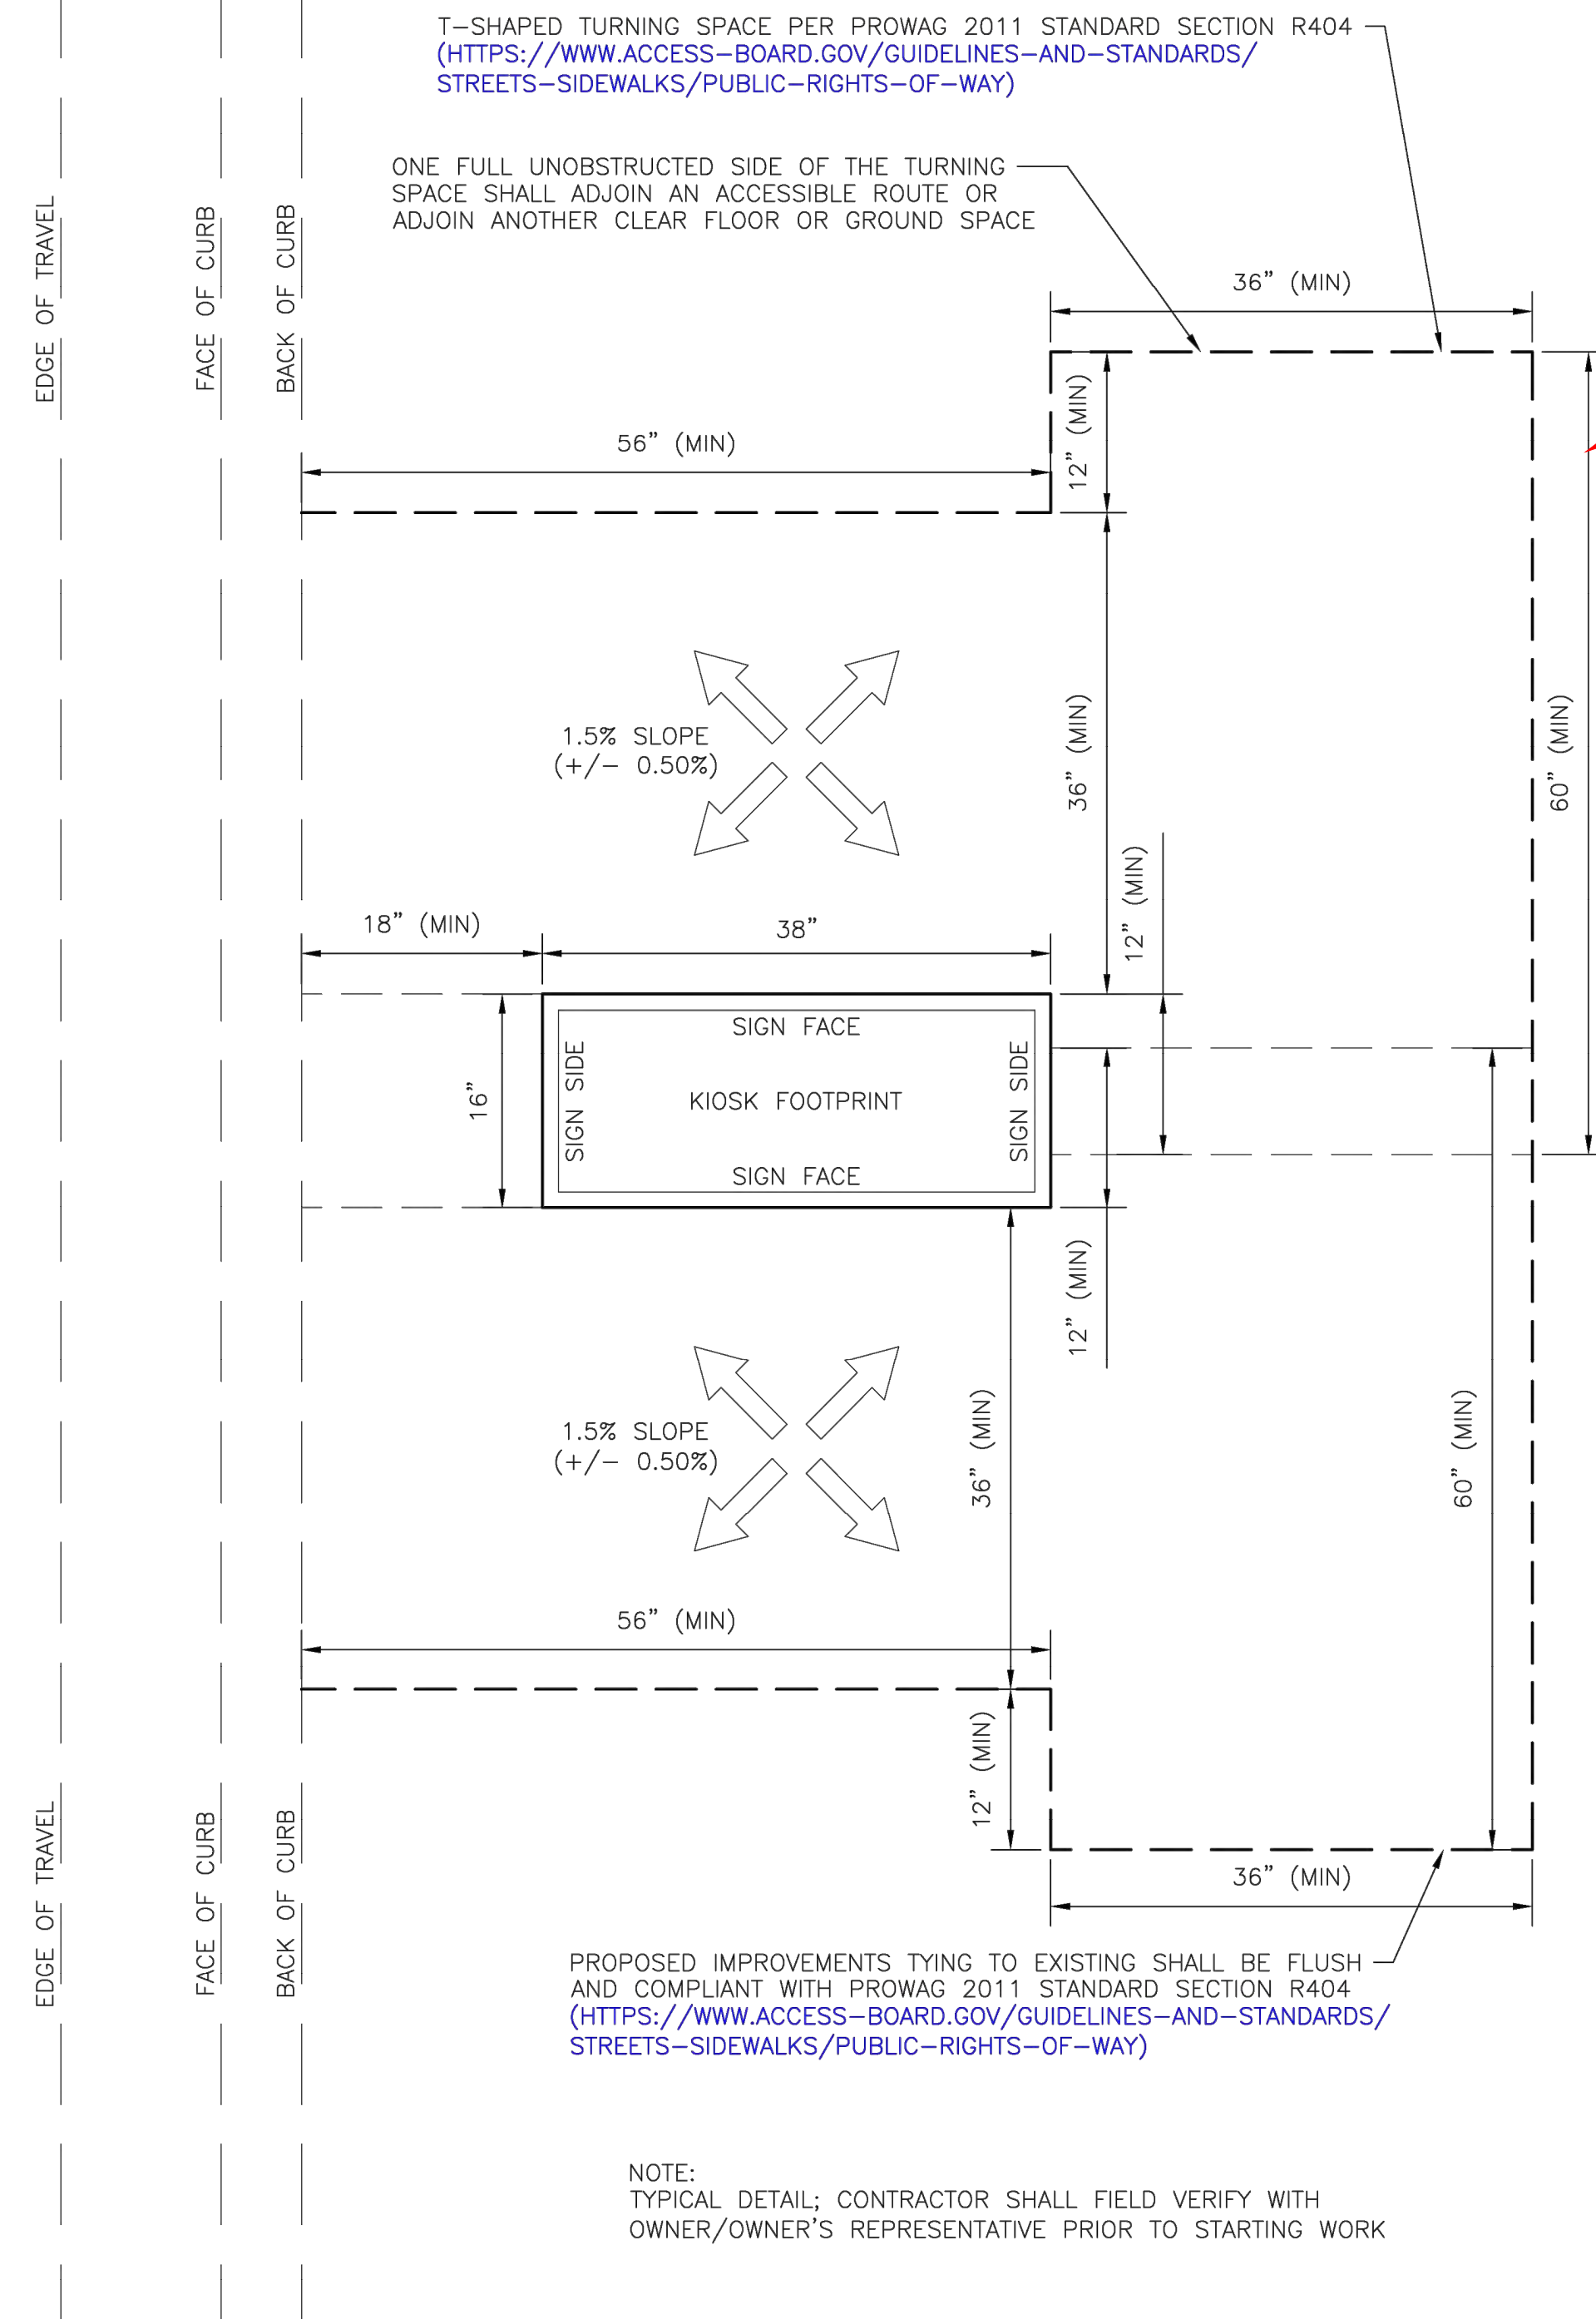 T-SHAPED TURNING SPACE PER PROWAG 2011 STANDARD SECTION R404
(HTTPS://WWW.ACCESS-BOARD.GOV/GUIDELINES-AND-STANDARDS/
STREETS-SIDEWALKS/PUBLIC-RIGHTS-OF-WAY)
ONE FULL UNOBSTRUCTED SIDE OF THE TURNING
SPACE SHALL ADJOIN AN ACCESSIBLE ROUTE OR
ADJOIN ANOTHER CLEAR FLOOR OR GROUND SPACE
EDGE OF TRAVEL
FACE OF CURB
BACK OF CURB
36” (MIN)
12” (MIN)
56” (MIN)
36” (MIN)
60” (MIN)
1.5% SLOPE
(+/- 0.50%)
12” (MIN)
18” (MIN)
38”
16”
SIGN FACE
SIGN SIDE
KIOSK FOOTPRINT
SIGN SIDE
SIGN FACE
12” (MIN)
1.5% SLOPE
(+/- 0.50%)
36” (MIN)
60” (MIN)
56” (MIN)
12” (MIN)
EDGE OF TRAVEL
FACE OF CURB
BACK OF CURB
36” (MIN)
PROPOSED IMPROVEMENTS TYING TO EXISTING SHALL BE FLUSH
AND COMPLIANT WITH PROWAG 2011 STANDARD SECTION R404
(HTTPS://WWW.ACCESS-BOARD.GOV/GUIDELINES-AND-STANDARDS/
STREETS-SIDEWALKS/PUBLIC-RIGHTS-OF-WAY)
NOTE:
TYPICAL DETAIL; CONTRACTOR SHALL FIELD VERIFY WITH
OWNER/OWNER’S REPRESENTATIVE PRIOR TO STARTING WORK